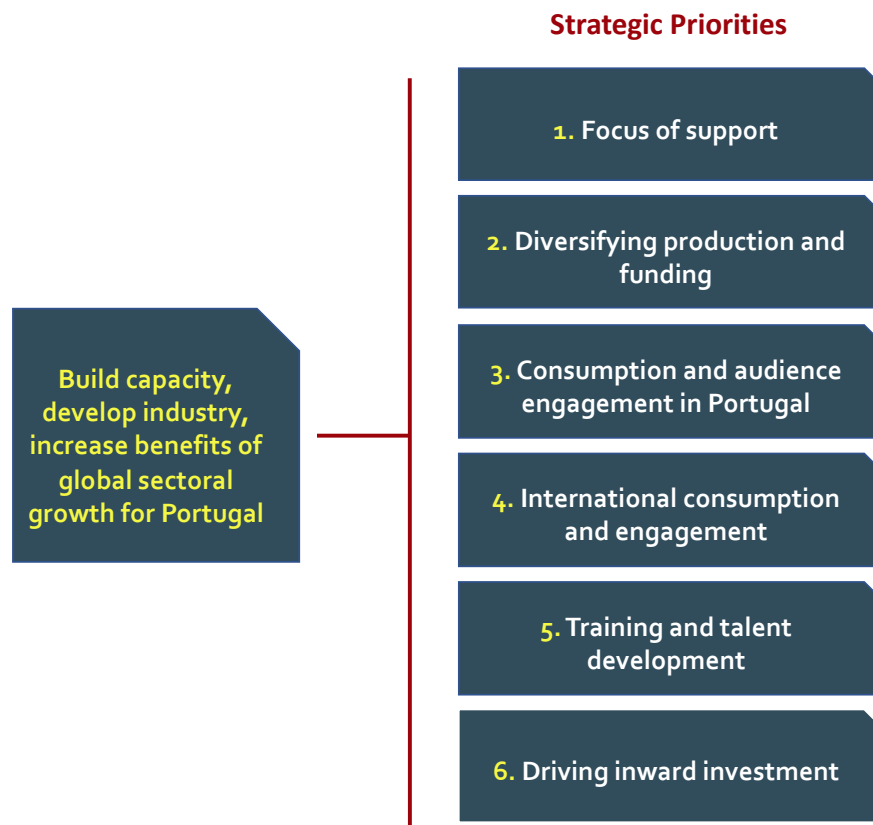 Strategic Priorities
1. Focus of support
2. Diversifying production and
funding
Build capacity,
develop industry,
increase benefits of
global sectoral
growth for Portugal
3. Consumption and audience
engagement in Portugal
4. International consumption
and engagement
5. Training and talent
development
6. Driving inward investment